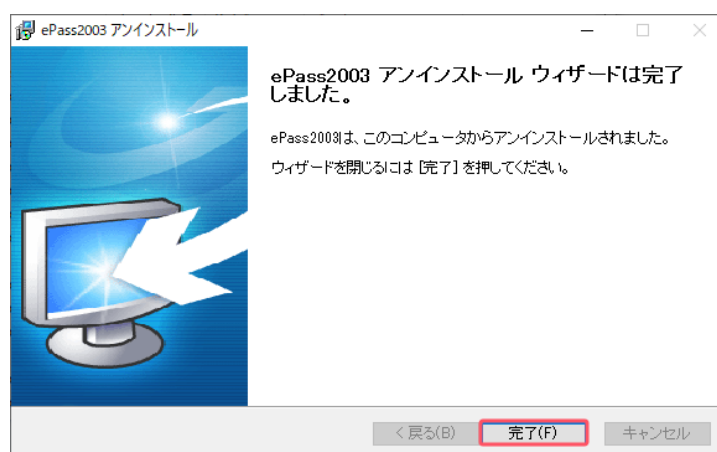 ePass2003 アンインストール
ePass2003 アンインストール ウィザードは完了
しました。
ePass2003は、このコンピュータからアンインストールされました。
ウィザードを閉じるには [完了] を押してください。
< 戻る(B)
完了(F)
キャンセル